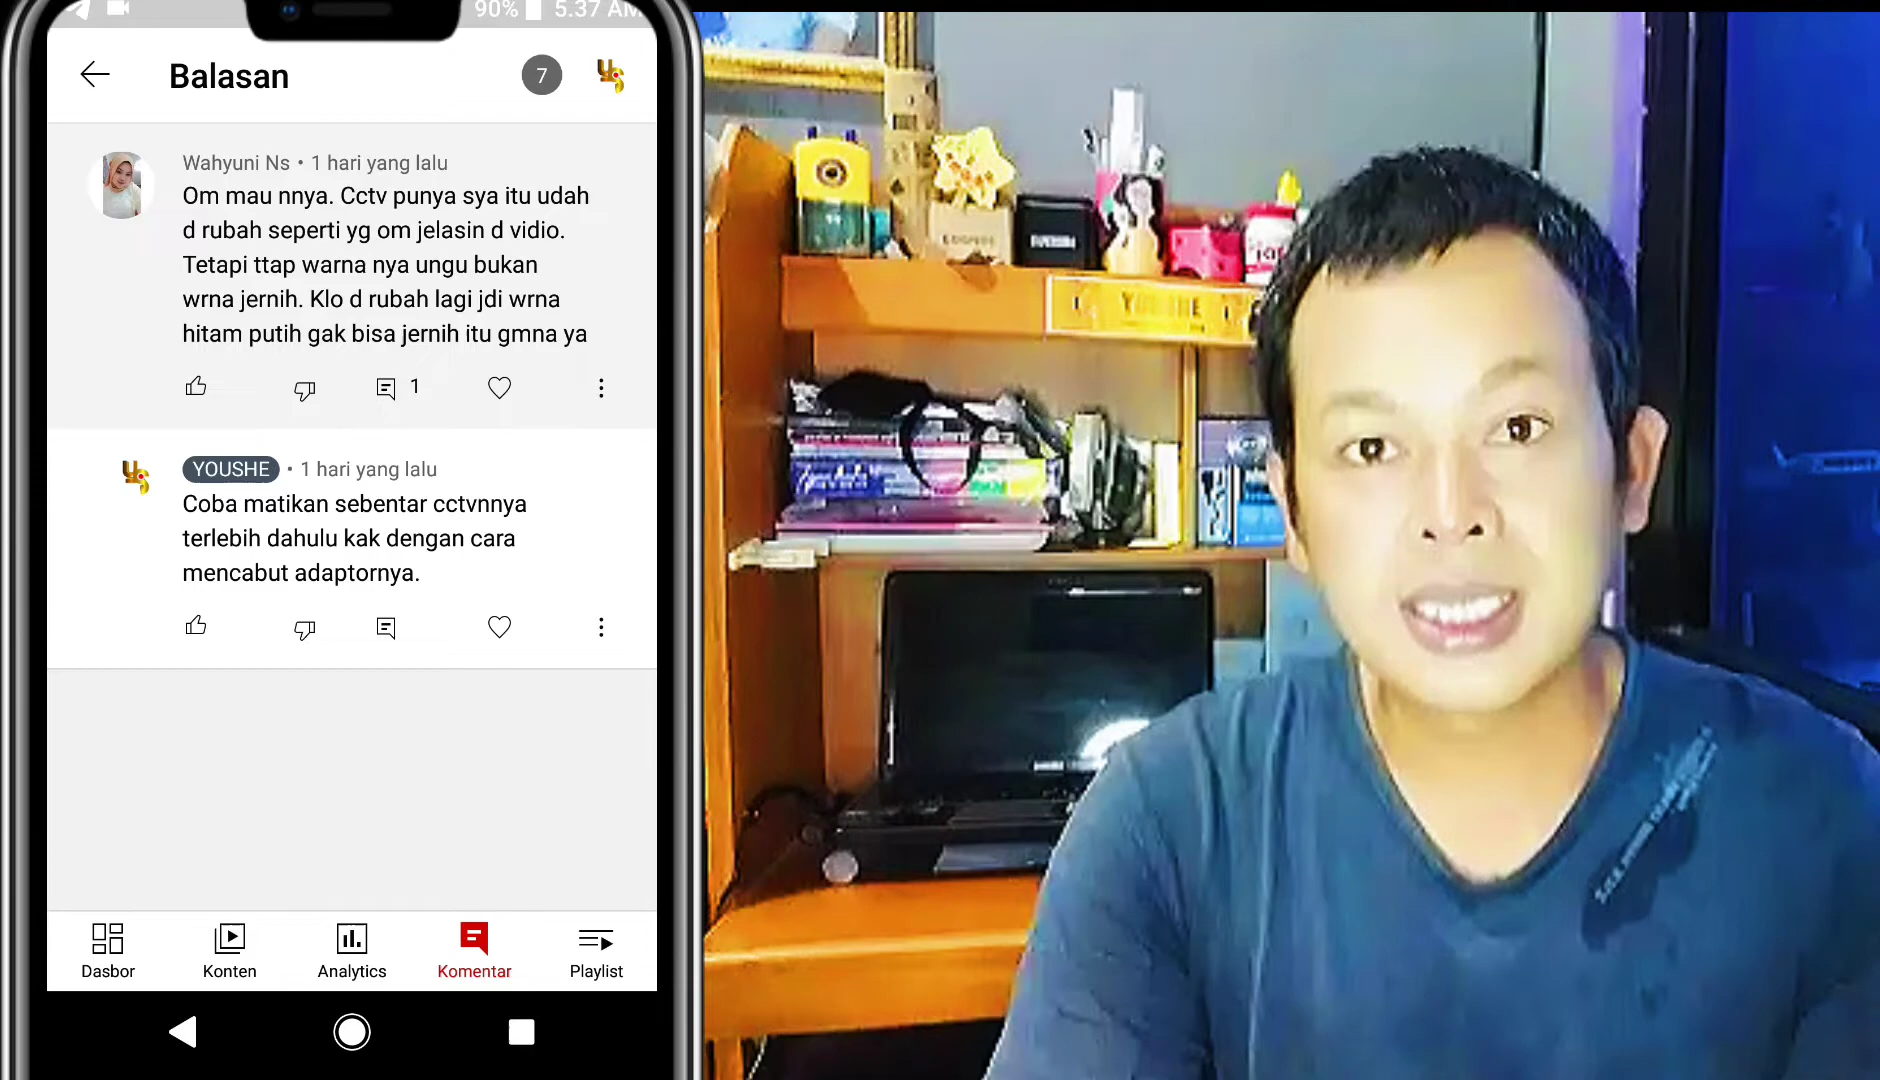 90% 5.37 AM
Balasan
7
Wahyuni Ns • 1 hari yang lalu
Om mau nnya. Cctv punya sya itu udah
d rubah seperti yg om jelasin d vidio.
Tetapi ttap warna nya ungu bukan
wrna jernih. Klo d rubah lagi jdi wrna
hitam putih gak bisa jernih itu gmna ya
1
YOUSHE • 1 hari yang lalu
Coba matikan sebentar cctvnnya
terlebih dahulu kak dengan cara
mencabut adaptornya.
Dasbor
Konten
Analytics
Komentar
Playlist
YOUSHE